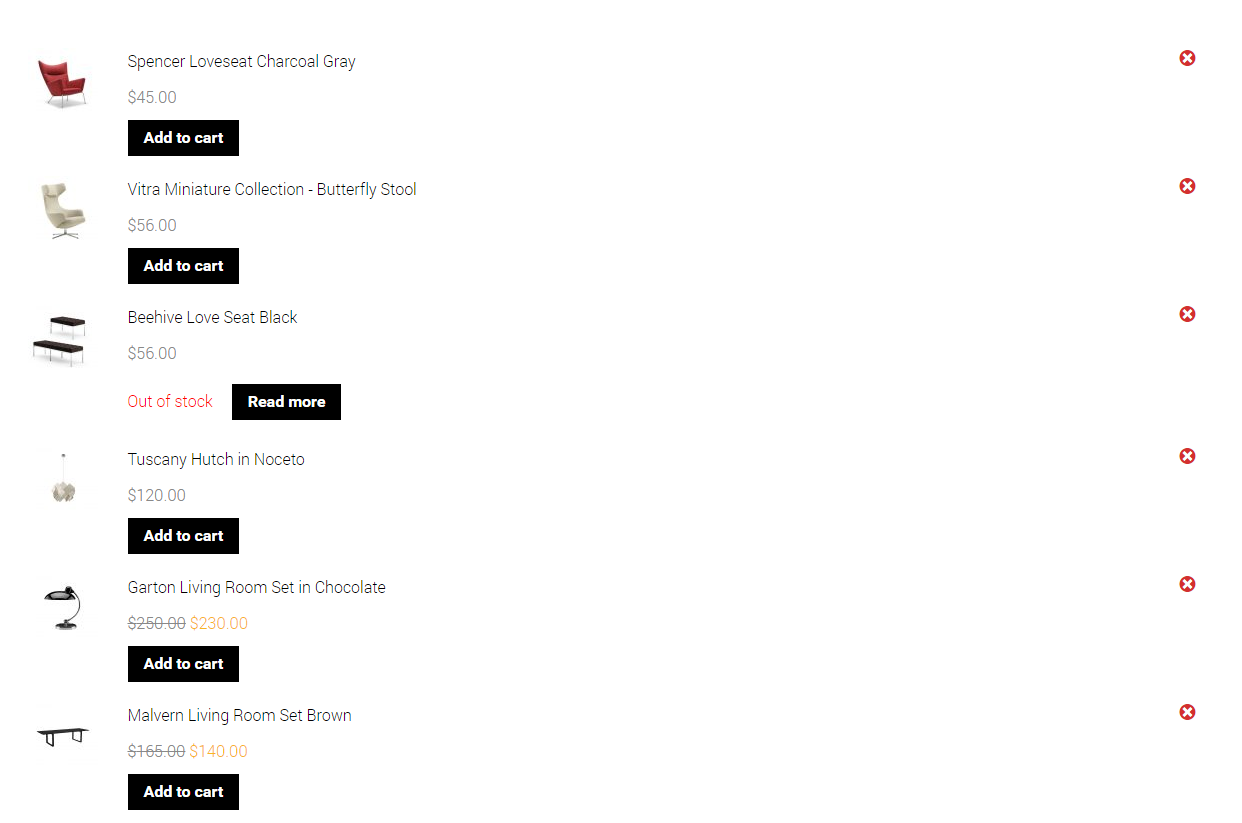 Spencer Loveseat Charcoal Gray
$45.00
Add to cart
Vitra Miniature Collection - Butterfly Stool
$56.00
Add to cart
Beehive Love Seat Black
$56.00
Out of stock Read more
Tuscany Hutch in Noceto
$120.00
Add to cart
Garton Living Room Set in Chocolate
$250.00 $230.00
Add to cart
Malvern Living Room Set Brown
$165.00 $140.00
Add to cart